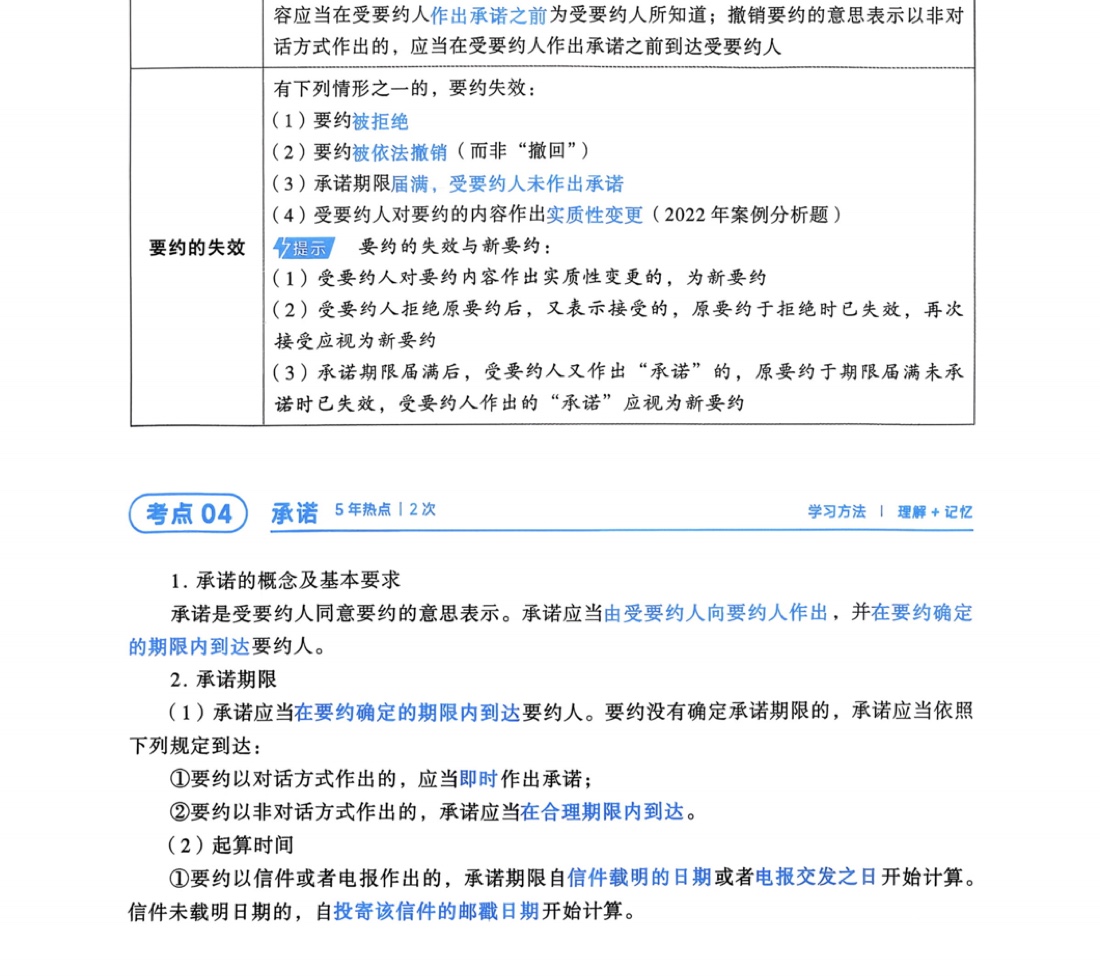 容应当在受要约人作出承诺之前为受要约人所知道；撤销要约的意思表示以非对
话方式作出的，应当在受要约人作出承诺之前到达受要约人
要约的失效
有下列情形之一的，要约失效：
（1）要约被拒绝
（2）要约被依法撤销（而非“撤回”）
（3）承诺期限届满，受要约人未作出承诺
（4）受要约人对要约的内容作出实质性变更（2022 年案例分析题）
提示 要约的失效与新要约：
（1）受要约人对要约内容作出实质性变更的，为新要约
（2）受要约人拒绝原要约后，又表示接受的，原要约于拒绝时已失效，再次
接受应视为新要约
（3）承诺期限届满后，受要约人又作出“承诺”的，原要约于期限届满未承
诺时已失效，受要约人作出的“承诺”应视为新要约
考点 04 承诺 5 年热点 | 2 次 学习方法 | 理解 + 记忆
1. 承诺的概念及基本要求
承诺是受要约人同意要约的意思表示。承诺应当由受要约人向要约人作出，并在要约确定
的期限内到达要约人。
2. 承诺期限
（1）承诺应当在要约确定的期限内到达要约人。要约没有确定承诺期限的，承诺应当依照
下列规定到达：
①要约以对话方式作出的，应当即时作出承诺；
②要约以非对话方式作出的，承诺应当在合理期限内到达。
（2）起算时间
①要约以信件或者电报作出的，承诺期限自信件载明的日期或者电报交发之日开始计算。
信件未载明日期的，自投寄该信件的邮戳日期开始计算。